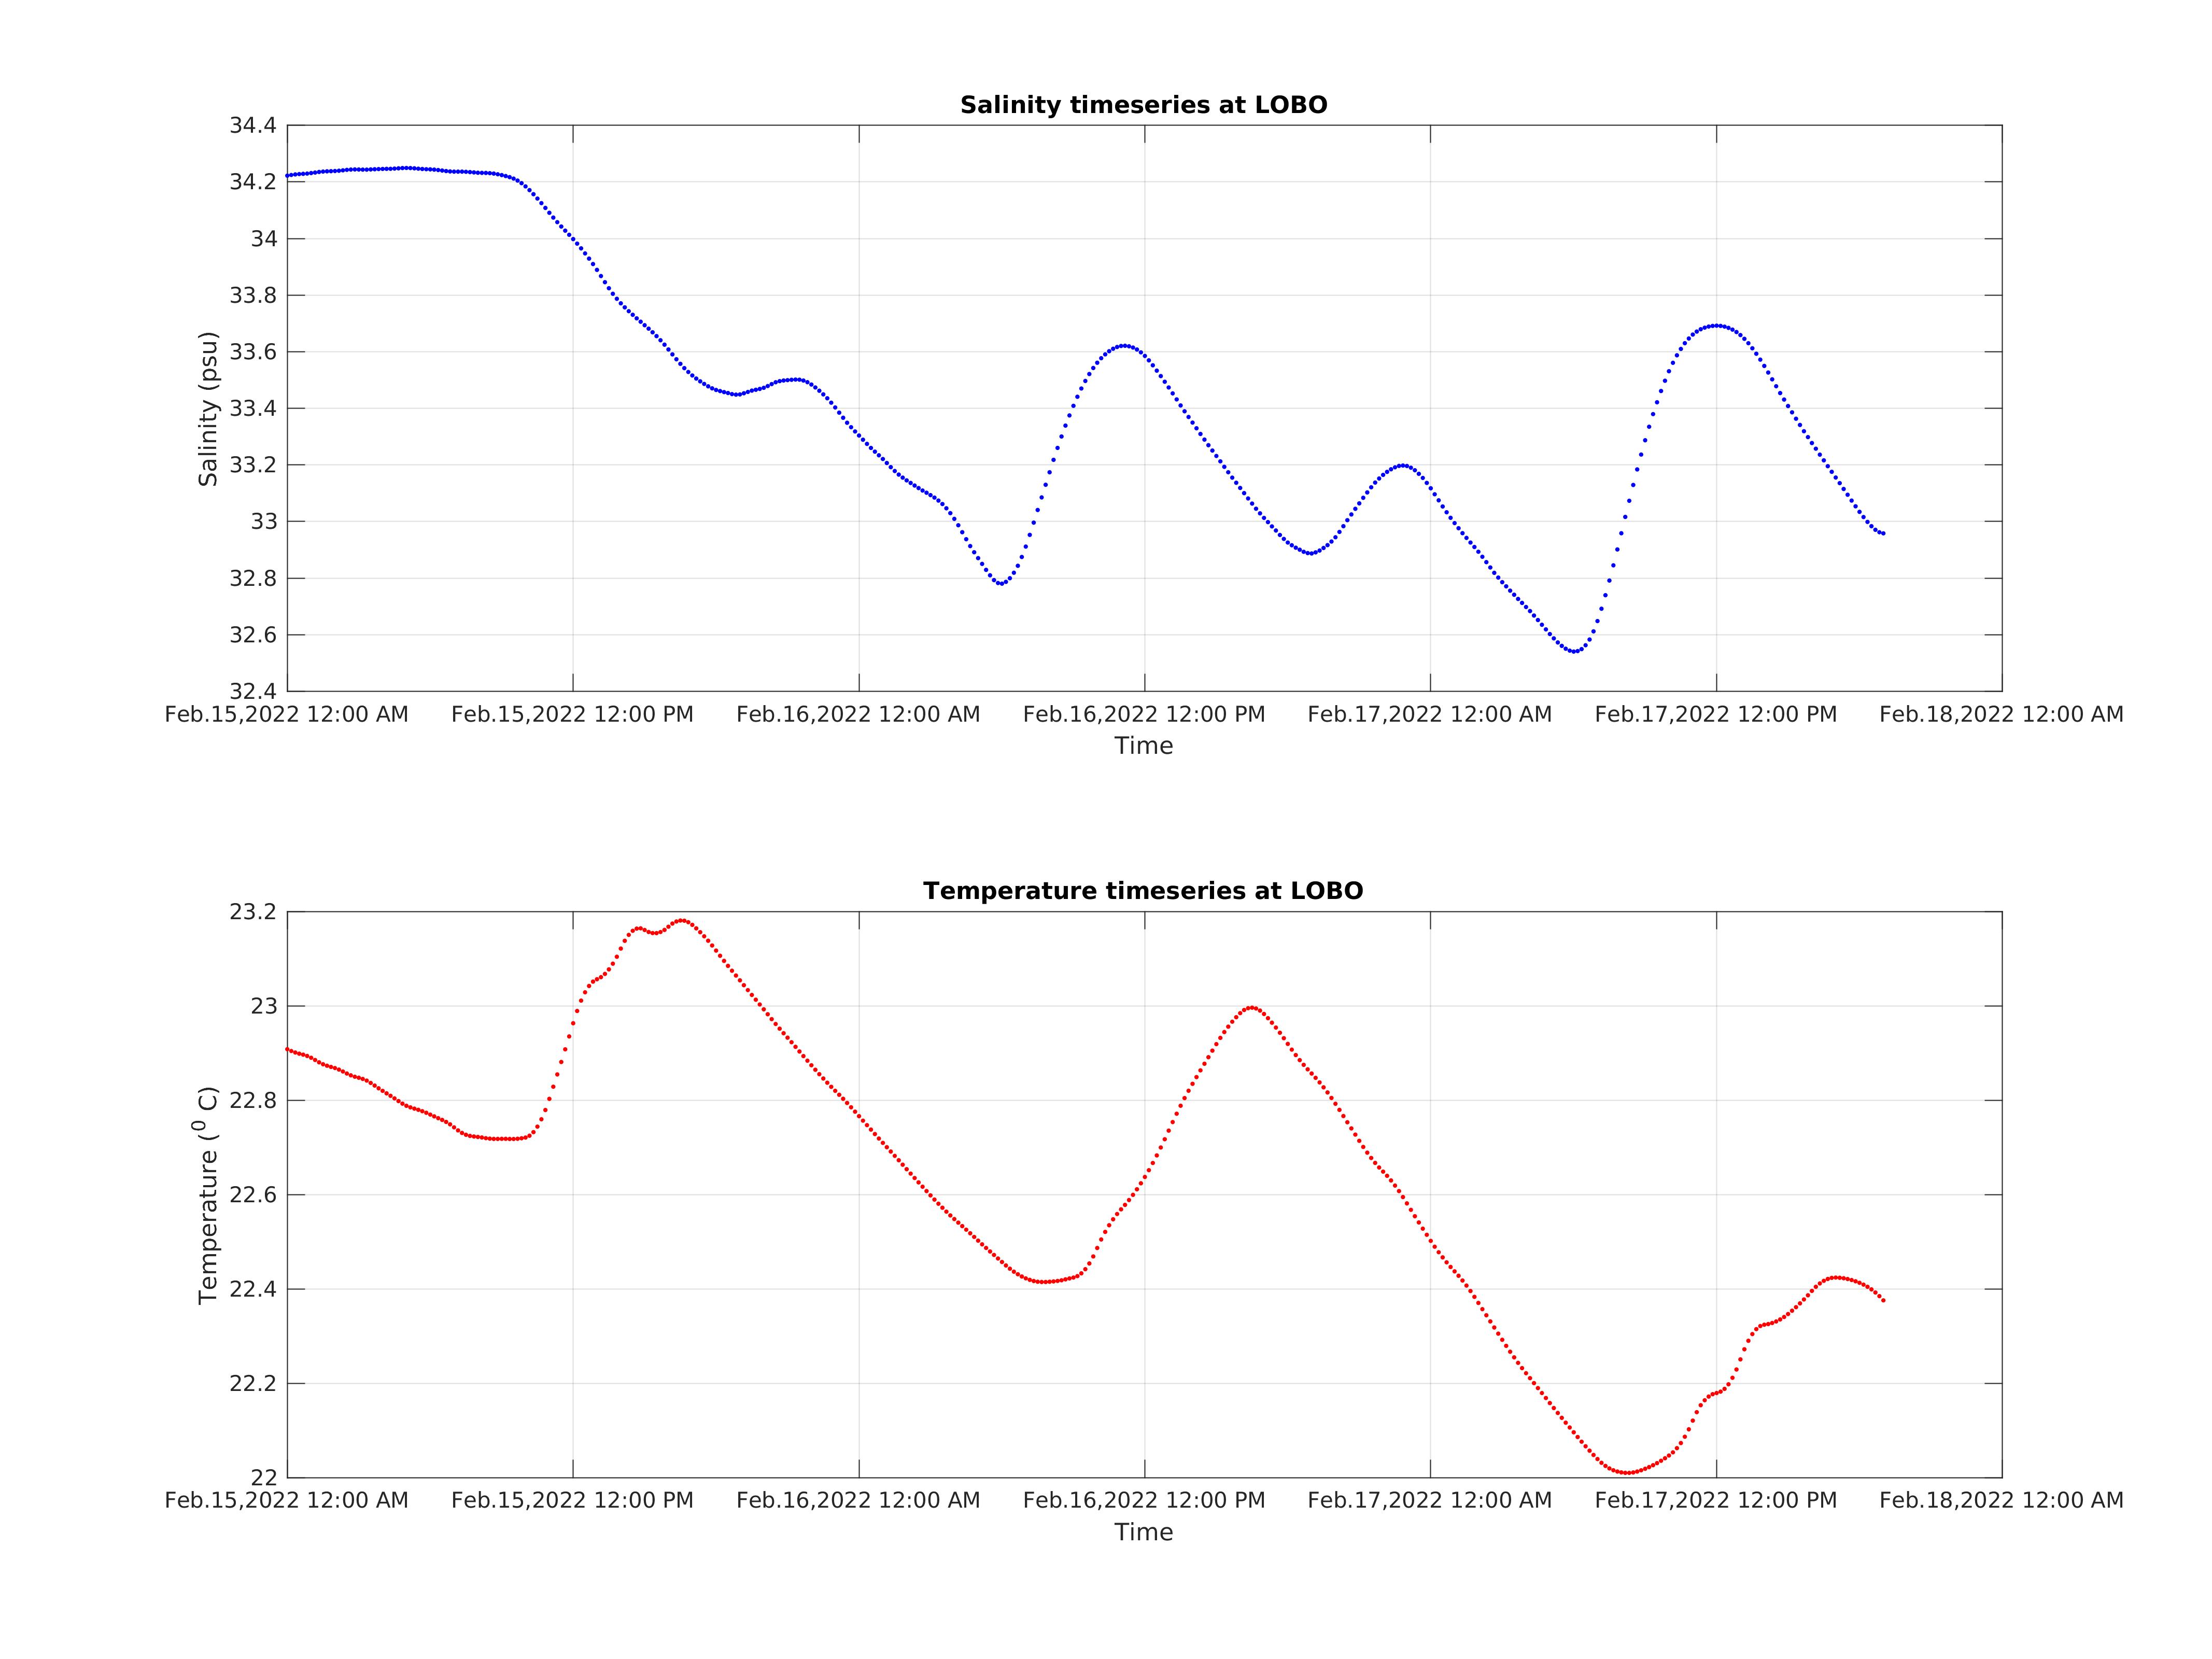 Salinity timeseries at LOBO
34.4
34.2
34
33.8
33.6
33.4
33.2
33
32.8
32.6
32.4
Salinity (psu)
Feb.15,2022 12:00 AM Feb.15,2022 12:00 PM Feb.16,2022 12:00 AM Feb.16,2022 12:00 PM Feb.17,2022 12:00 AM Feb.17,2022 12:00 PM Feb.18,2022 12:00 AM
Time
Temperature timeseries at LOBO
23.2
23
22.8
22.6
22.4
22.2
22
Temperature (⁰ C)
Feb.15,2022 12:00 AM Feb.15,2022 12:00 PM Feb.16,2022 12:00 AM Feb.16,2022 12:00 PM Feb.17,2022 12:00 AM Feb.17,2022 12:00 PM Feb.18,2022 12:00 AM
Time